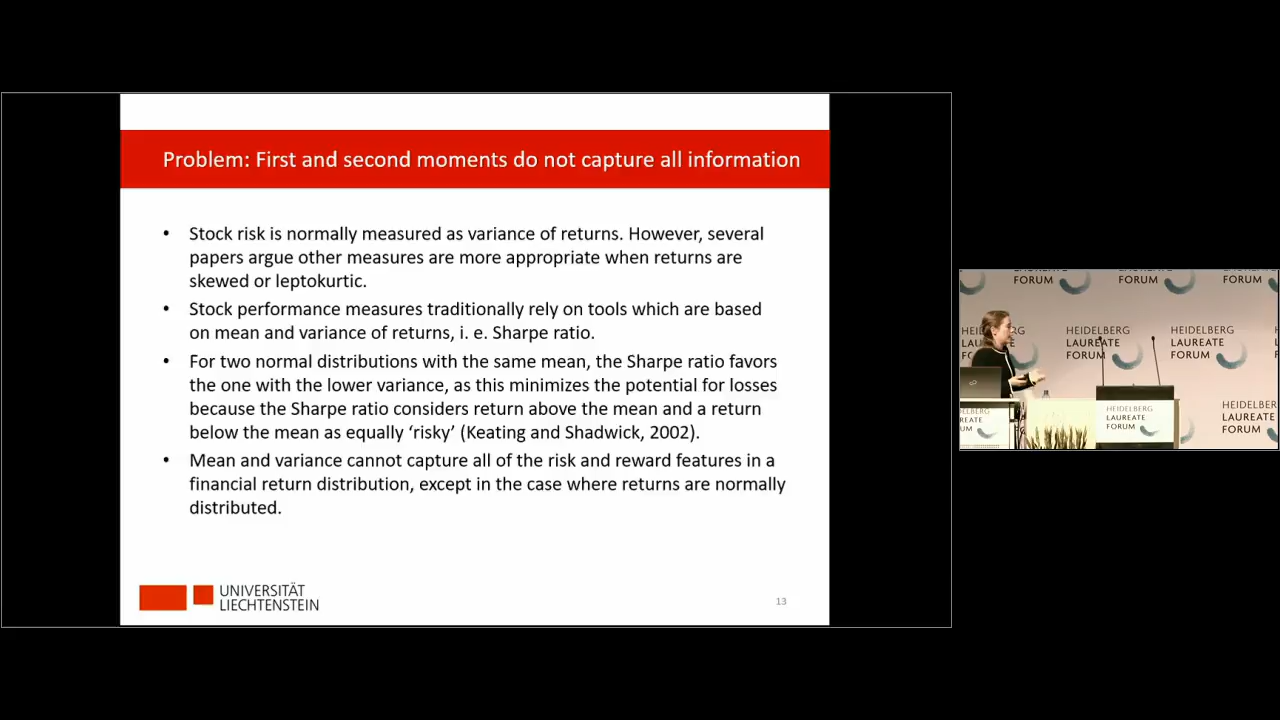 Problem: First and second moments do not capture all information
• Stock risk is normally measured as variance of returns. However, several
papers argue other measures are more appropriate when returns are
skewed or leptokurtic.
• Stock performance measures traditionally rely on tools which are based
on mean and variance of returns, i. e. Sharpe ratio.
• For two normal distributions with the same mean, the Sharpe ratio favors
the one with the lower variance, as this minimizes the potential for losses
because the Sharpe ratio considers return above the mean and a return
below the mean as equally ‘risky’ (Keating and Shadwick, 2002).
• Mean and variance cannot capture all of the risk and reward features in a
financial return distribution, except in the case where returns are normally
distributed.
UNIVERSITÄT
LIECHTENSTEIN
13
FORUM
FORUM
FORUM
HEIDELBERG
LAUREATE
FORUM
HEIDELBERG
LAUREATE
FORUM
HEIDELBERG
LAUREATE
FORUM
HEIDELBER
LAUREATE
FORUM